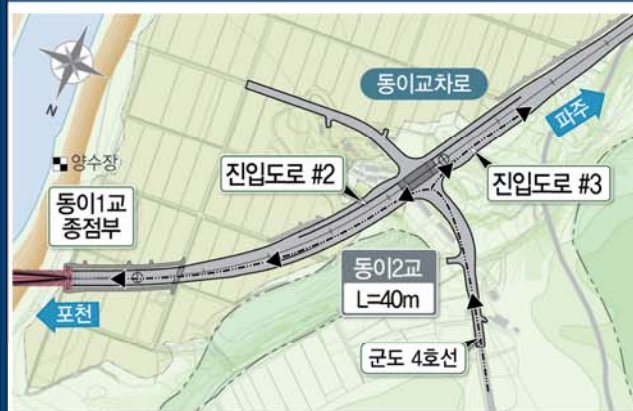 N
동이교차로
파주
양수장
진입도로 #2
진입도로 #3
동이1교
종점부
동이2교
L=40m
포천
군도 4호선